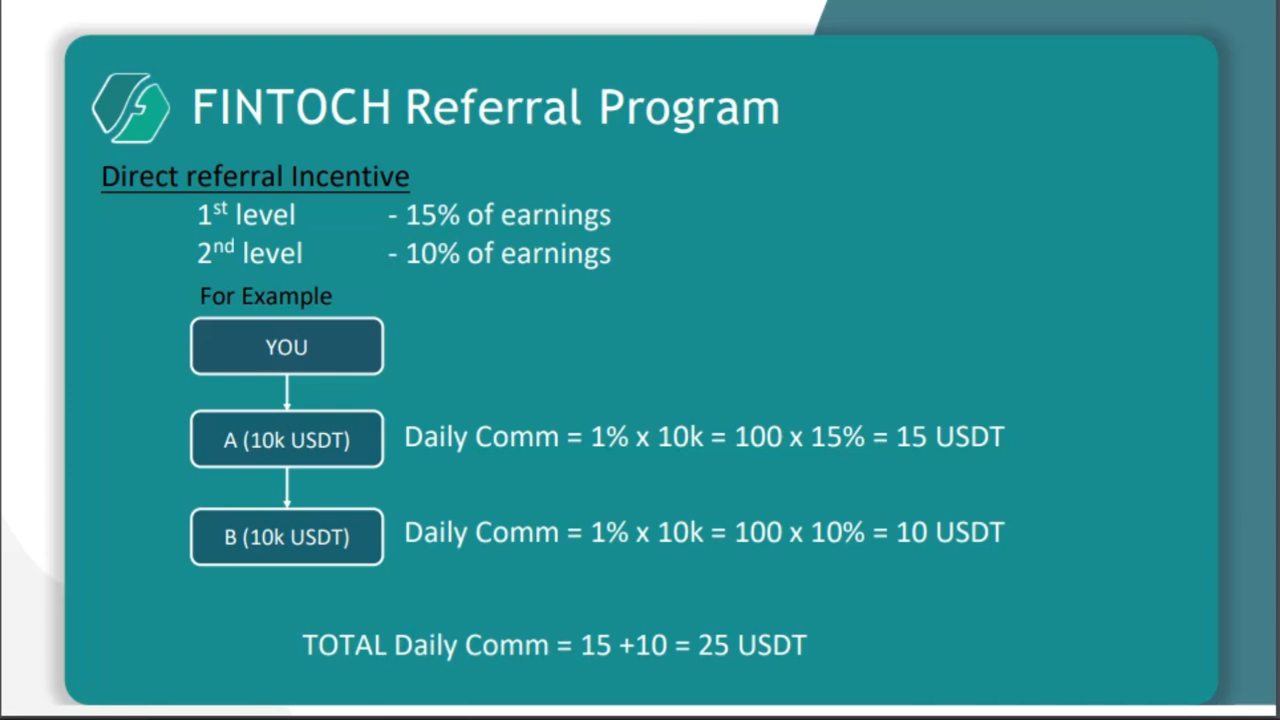 FINTOCH Referral Program
Direct referral Incentive
1st level - 15% of earnings
2nd level - 10% of earnings
For Example
YOU
A (10k USDT) Daily Comm = 1% x 10k = 100 x 15% = 15 USDT
B (10k USDT) Daily Comm = 1% x 10k = 100 x 10% = 10 USDT
TOTAL Daily Comm = 15 +10 = 25 USDT